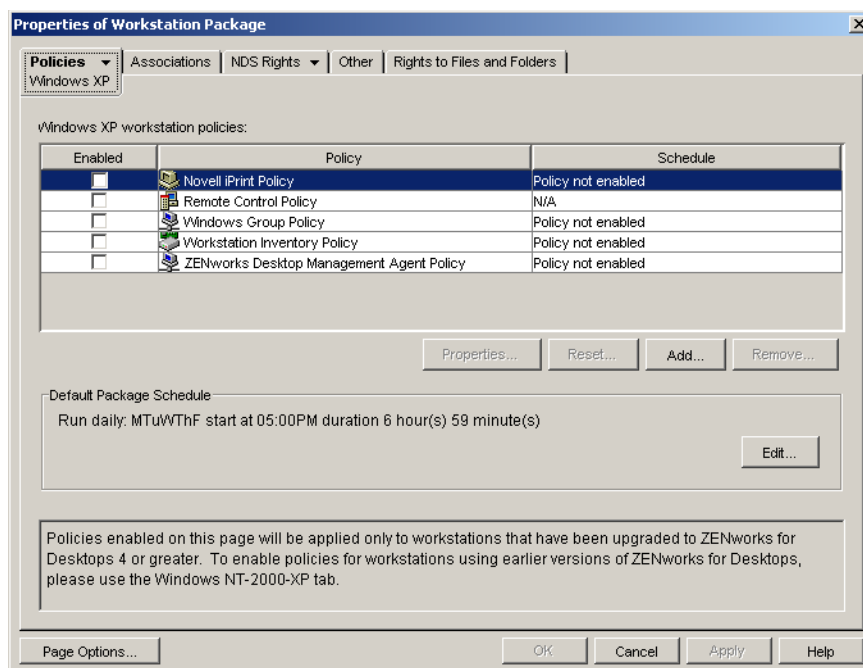 Properties of Workstation Package
Policies Associations NDS Rights Other Rights to Files and Folders
Windows XP
Windows XP workstation policies:
Enabled Policy Schedule
Novell iPrint Policy Policy not enabled
Remote Control Policy N/A
Windows Group Policy Policy not enabled
Workstation Inventory Policy Policy not enabled
ZENworks Desktop Management Agent Policy Policy not enabled
Properties... Reset... Add... Remove...
Default Package Schedule
Run daily: MTuWThF start at 05:00PM duration 6 hour(s) 59 minute(s)
Edit...
Policies enabled on this page will be applied only to workstations that have been upgraded to ZENworks for
Desktops 4 or greater. To enable policies for workstations using earlier versions of ZENworks for Desktops,
please use the Windows NT-2000-XP tab.
Page Options... OK Cancel Apply Help